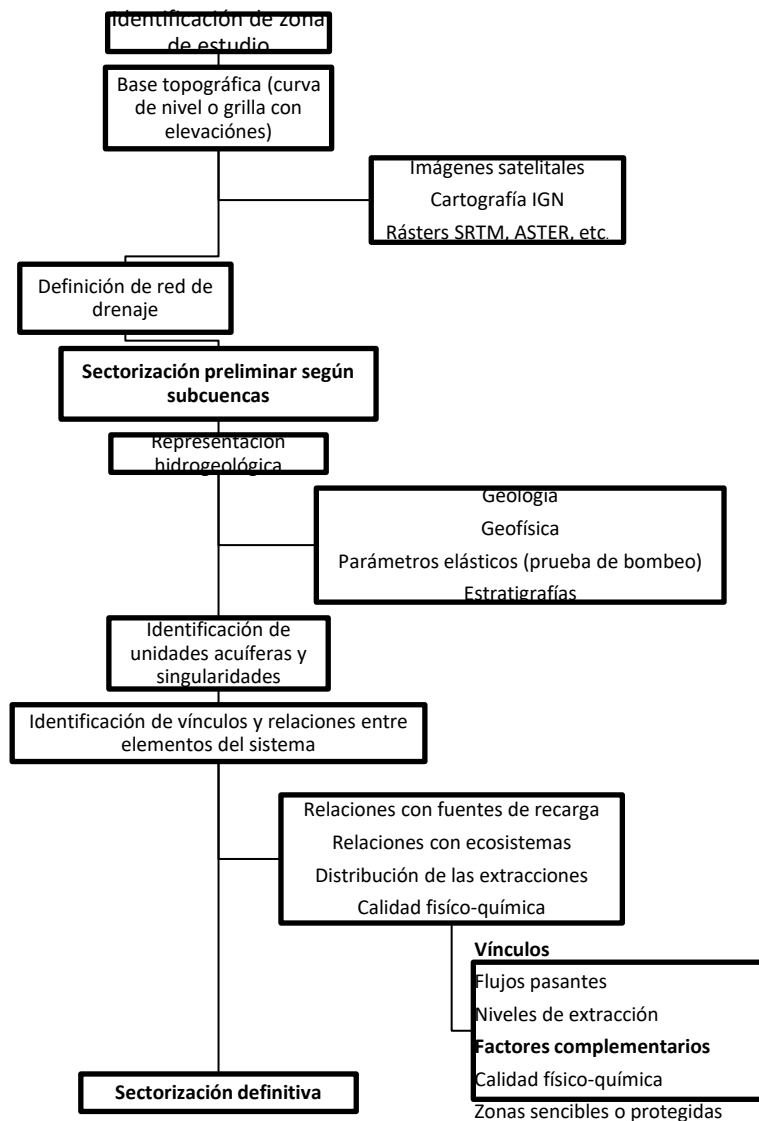 Identificación de zona
de estudio
Base topográfica (curva
de nivel o grilla con
elevaciónes)
Imágenes satelitales
Cartografía IGN
Rásters SRTM, ASTER, etc.
Definición de red de
drenaje
Sectorización preliminar según
subcuencas
Representación
hidrogeológica
Geología
Geofísica
Parámetros elásticos (prueba de bombeo)
Estratigrafías
Identificación de
unidades acuíferas y
singularidades
Identificación de vínculos y relaciones entre
elementos del sistema
Relaciones con fuentes de recarga
Relaciones con ecosistemas
Distribución de las extracciones
Calidad fisíco-química
Vínculos
Flujos pasantes
Niveles de extracción
Factores complementarios
Calidad físico-química
Zonas sencibles o protegidas
Sectorización definitiva